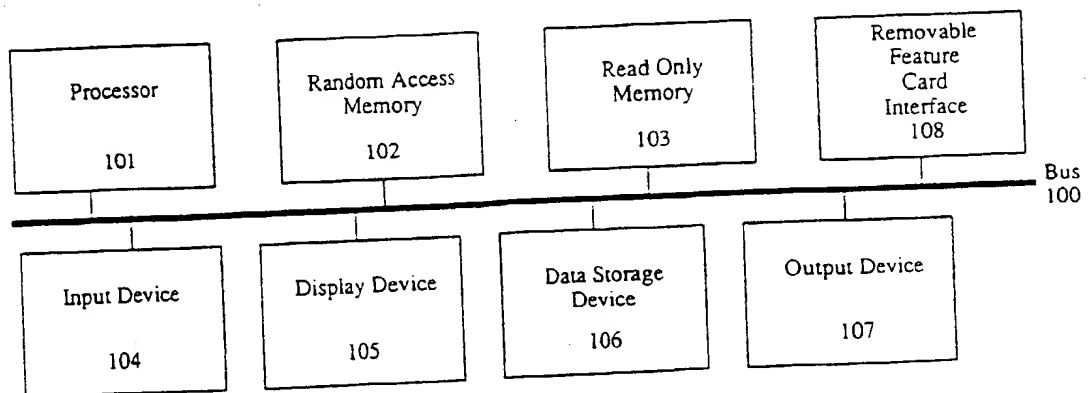 Processor
101
Random Access
Memory
102
Read Only
Memory
103
Removable
Feature
Card
Interface
108
Bus
100
Input Device
104
Display Device
105
Data Storage
Device
106
Output Device
107